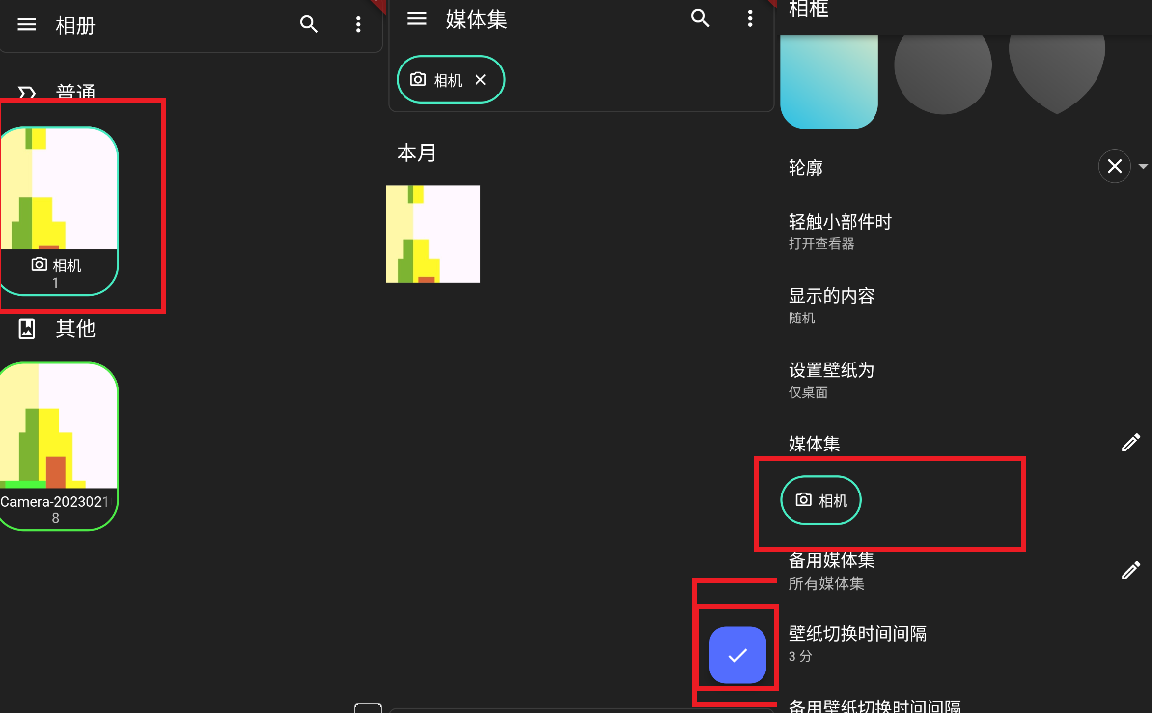 相册
普通
相机
1
其他
Camera-2023021
8
媒体集
相机
本月
相框
轮廓
轻触小部件时
打开查看器
显示的内容
随机
设置壁纸为
仅桌面
媒体集
相机
备用媒体集
所有媒体集
壁纸切换时间间隔
3 分
备用壁纸切换时间间隔